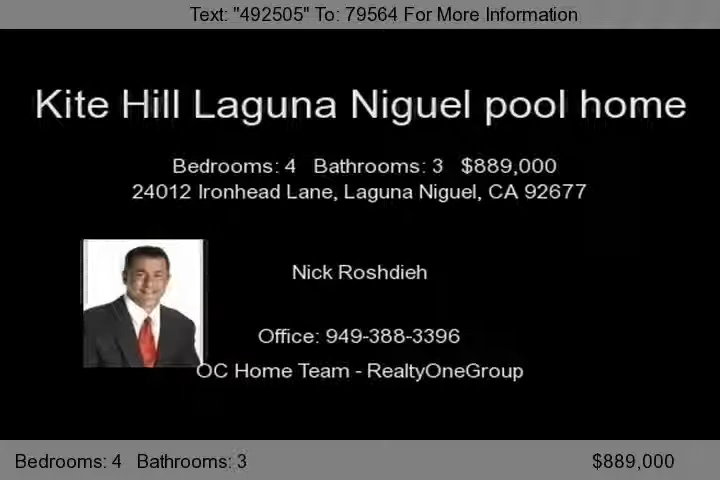 Text: "492505" To: 79564 For More Information
Kite Hill Laguna Niguel pool home
Bedrooms: 4 Bathrooms: 3 $889,000
24012 Ironhead Lane, Laguna Niguel, CA 92677
Nick Roshdieh
Office: 949-388-3396
OC Home Team - RealtyOneGroup
Bedrooms: 4 Bathrooms: 3 $889,000